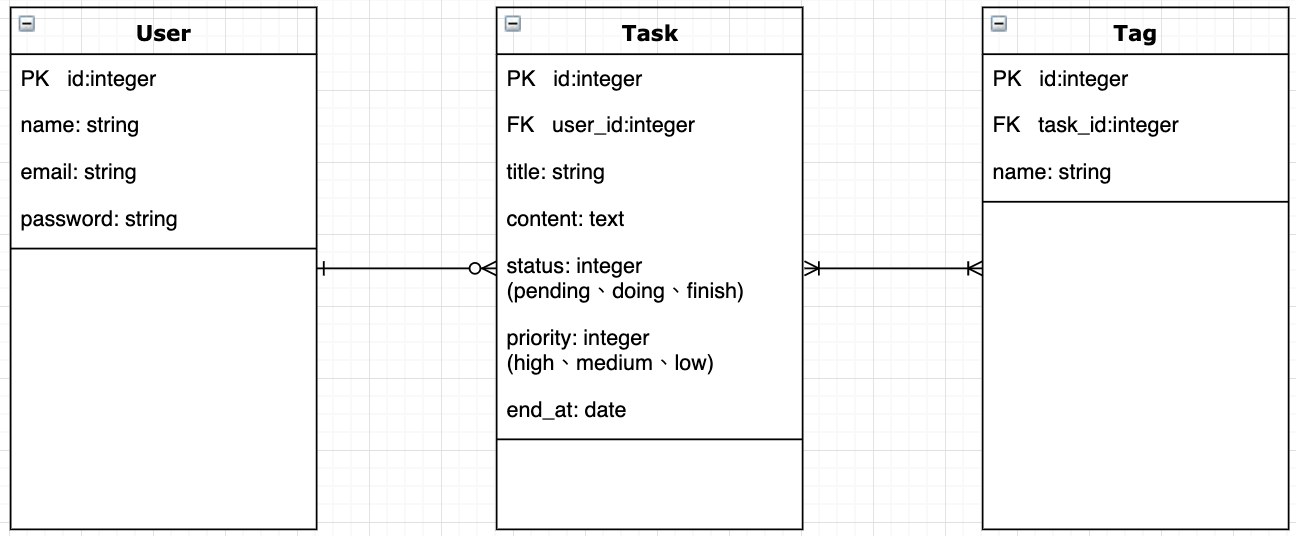 User
PK id:integer
name: string
email: string
password: string
Task
PK id:integer
FK user_id:integer
title: string
content: text
status: integer
(pending、doing、finish)
priority: integer
(high、medium、low)
end_at: date
Tag
PK id:integer
FK task_id:integer
name: string